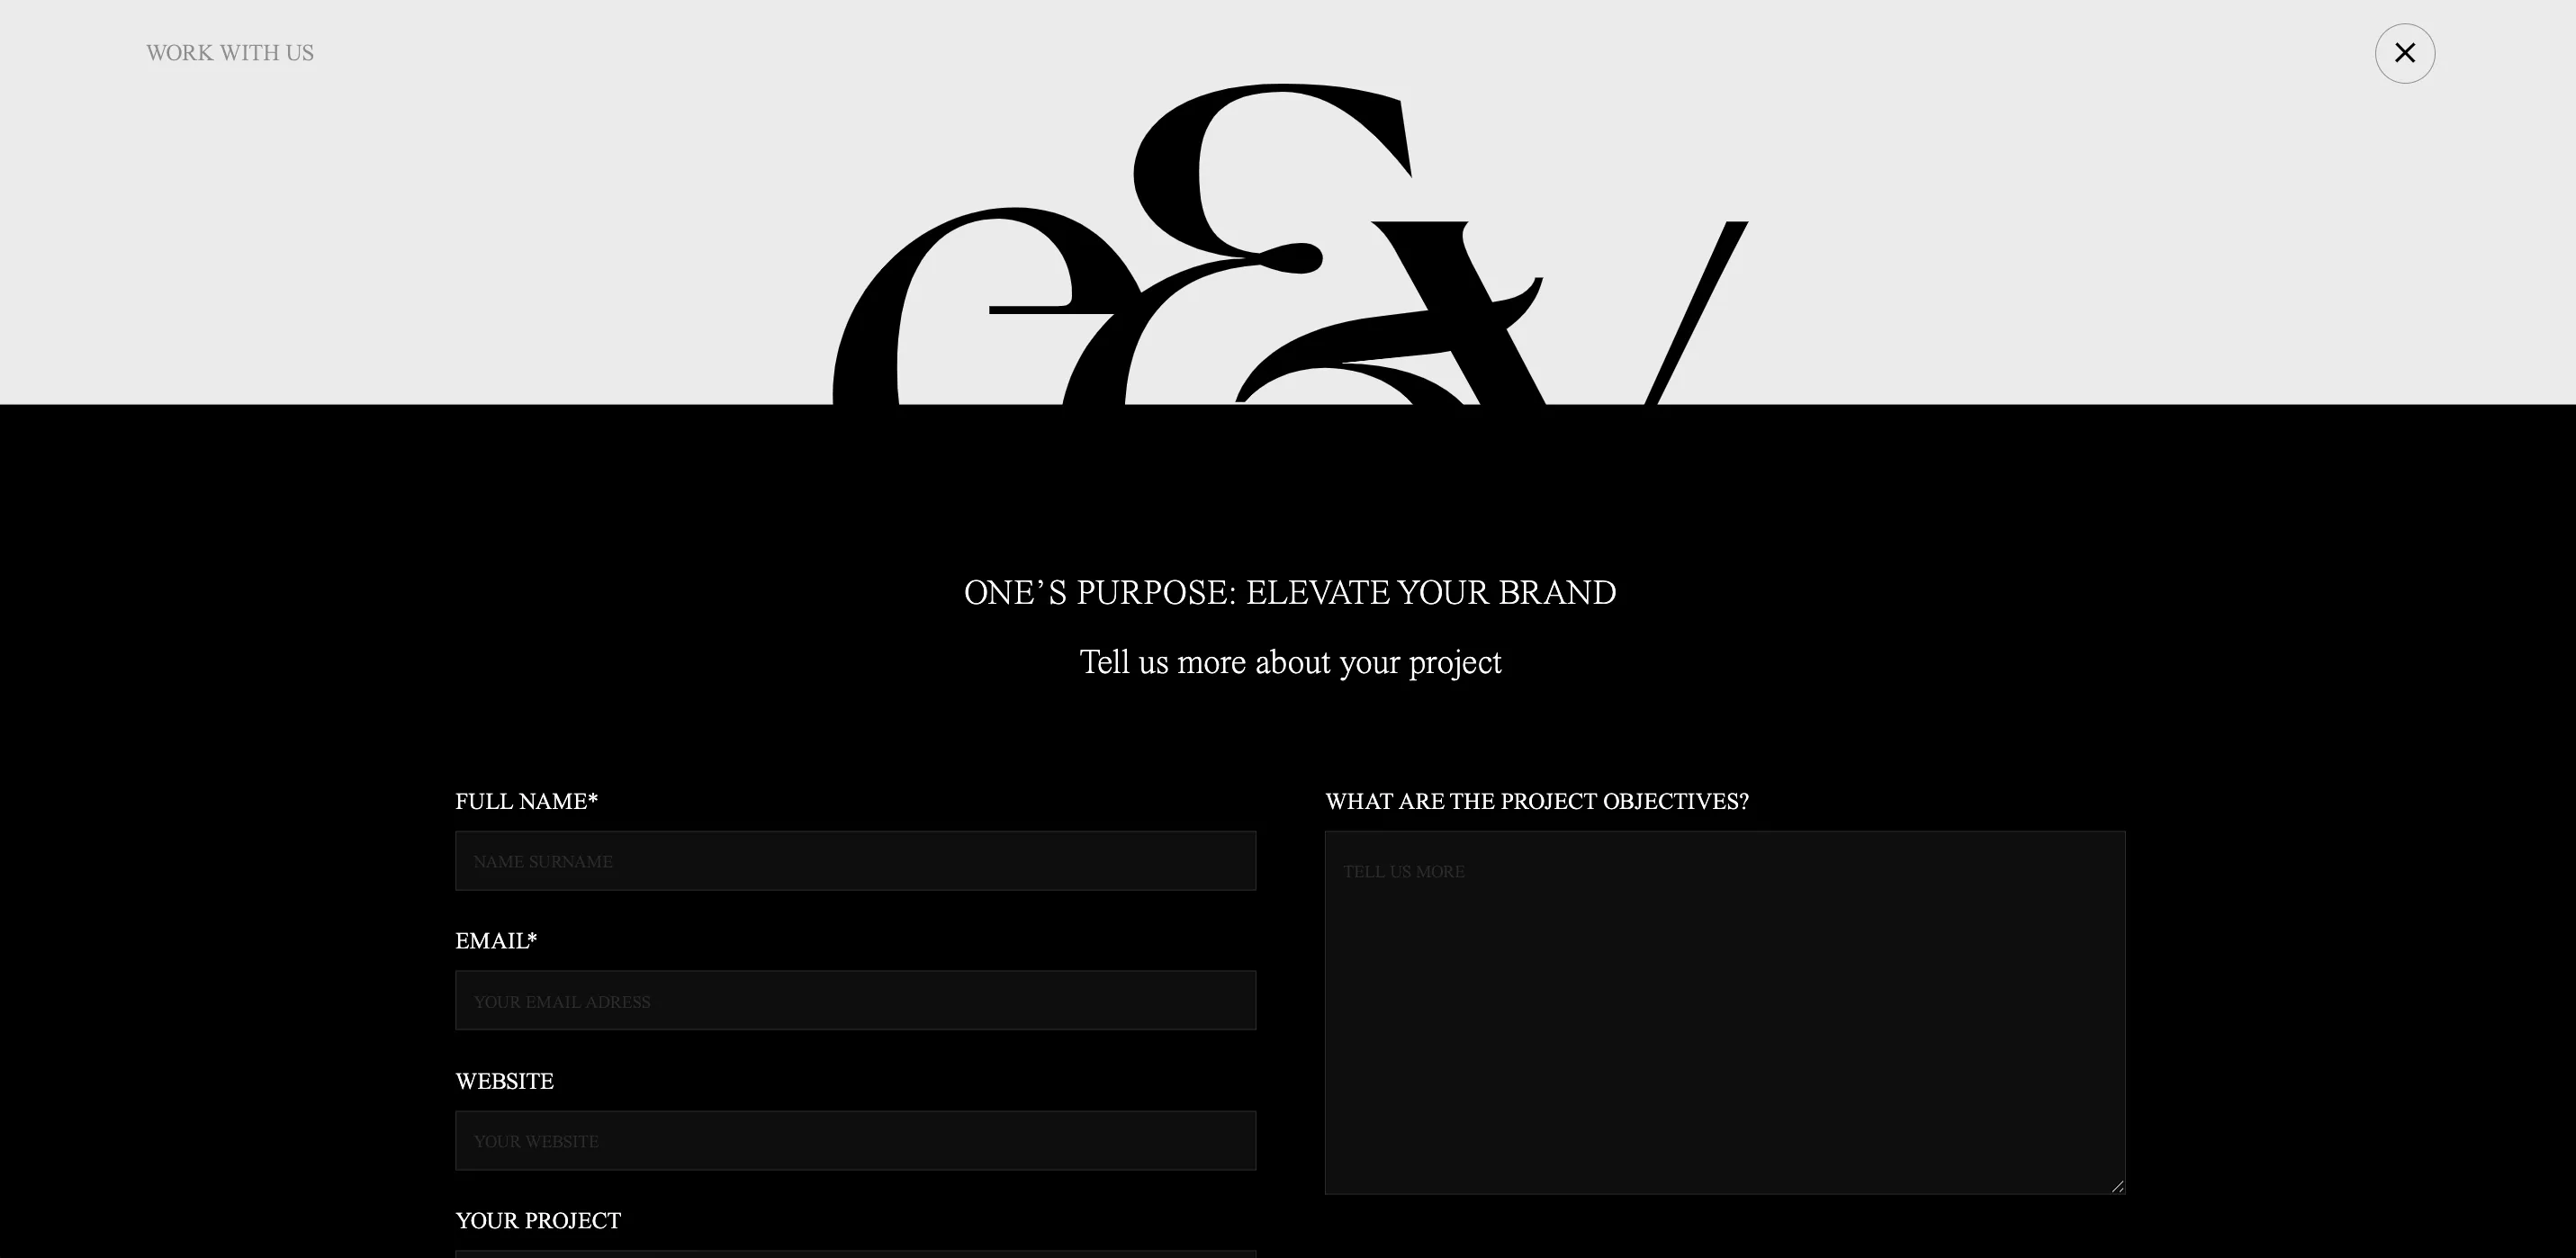 WORK WITH US
ONE’S PURPOSE: ELEVATE YOUR BRAND
Tell us more about your project
FULL NAME*
NAME SURNAME
EMAIL*
YOUR EMAIL ADRESS
WEBSITE
YOUR WEBSITE
YOUR PROJECT
WHAT ARE THE PROJECT OBJECTIVES?
TELL US MORE